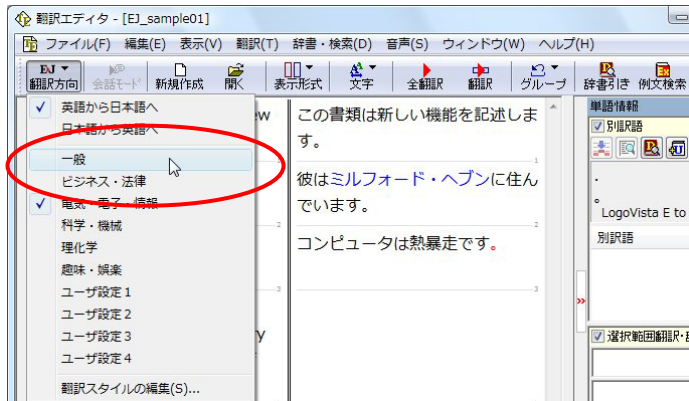 翻訳エディタ - [EJ_sample01]
ファイル(F) 編集(E) 表示(V) 翻訳(T) 辞書・検索(D) 音声(S) ウィンドウ(W) ヘルプ(H)
EJ
翻訳方向 会話モード 新規作成 開く 表示形式 文字 全翻訳 翻訳 グループ 辞書引き 例文検索
英語から日本語へ
日本語から英語へ
一般
ビジネス・法律
電気・電子・情報
科学・機械
理化学
趣味・娯楽
ユーザ設定1
ユーザ設定2
ユーザ設定3
ユーザ設定4
翻訳スタイルの編集(S)...
ew
y
この書類は新しい機能を記述しま
す。
1
彼はミルフォード・ヘブンに住ん
でいます。
2
コンピュータは熱暴走です。
3
単語情報
別訳語
LogoVista E to
別訳語
選択範囲翻訳・